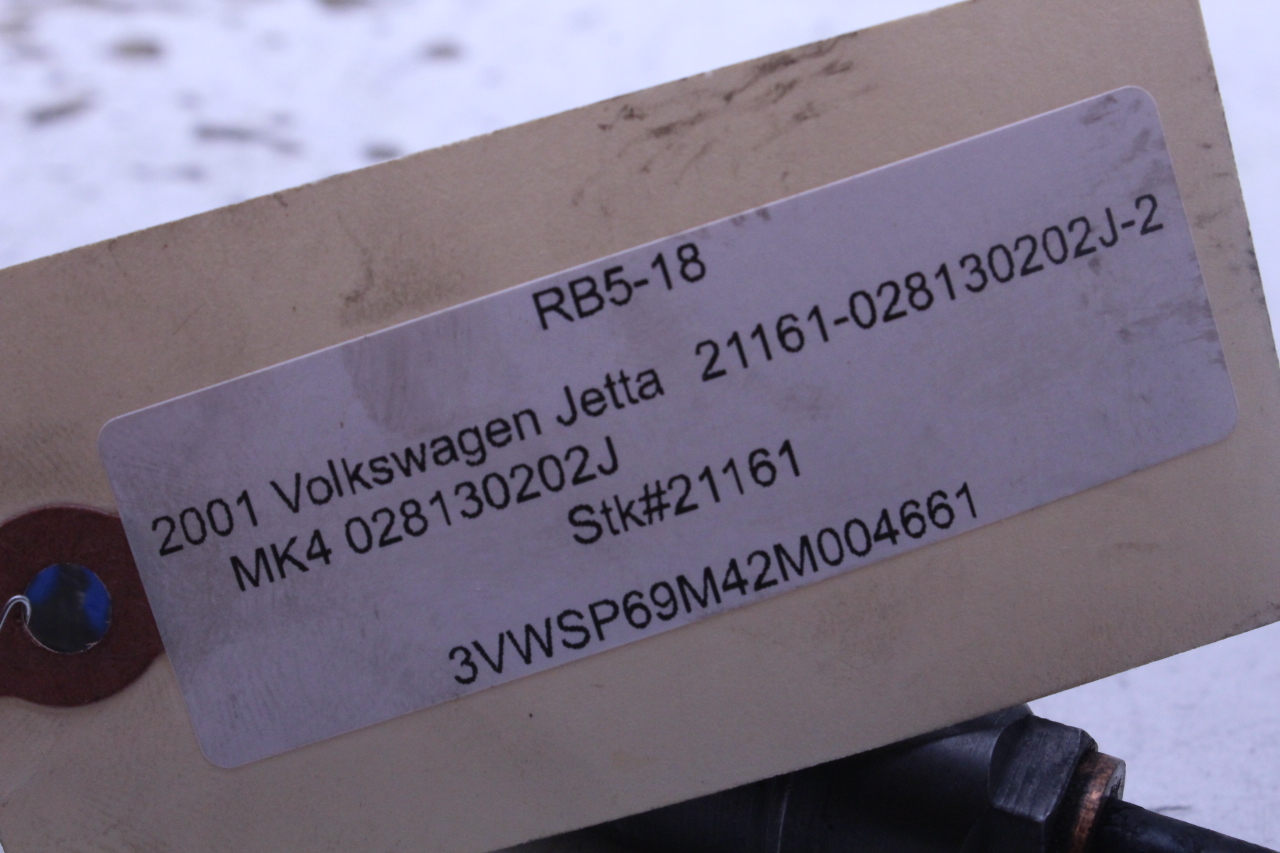 RB5-18
2001 Volkswagen Jetta 21161-028130202J-2
MK4 028130202J
Stk#21161
3VWSP69M42M004661